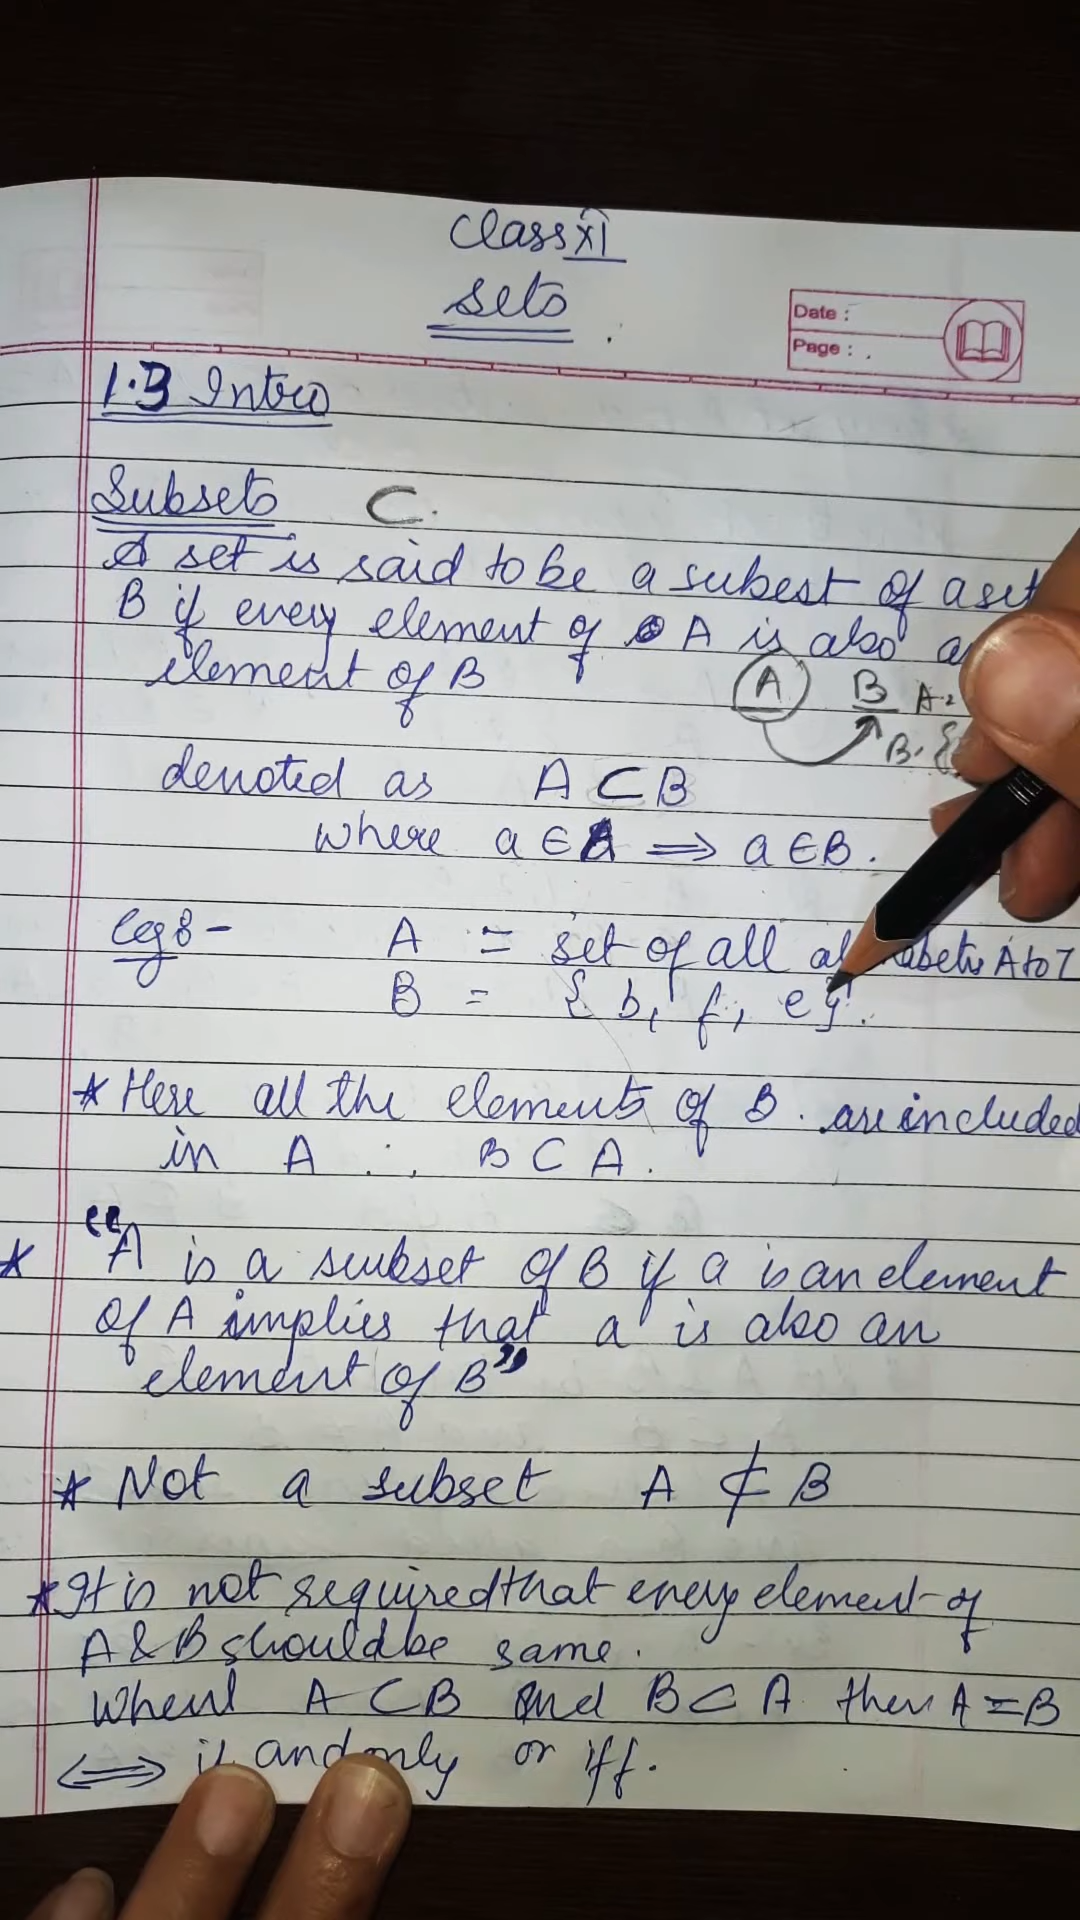 Class XI
Sets
Date :
Page :
1.3 Intro
Subsets ⊂
A set is said to be a subest of a set
B if every element of A is also
element of B
A B A =
B = {
denoted as A ⊂ B
where a ∈ A ⟹ a ∈ B.
eg:- A = set of all A to Z
B = { b, f, e}.
* Here all the elements of B. are included
in A ∴ B ⊂ A.
* "A is a subset of B if a is an element
of A implies that a is also an
element of B"
* Not a subset A ⊄ B
* It is not required that every element of
A & B should be same.
When A ⊂ B and B ⊂ A then A = B
⟺ if and only or iff.